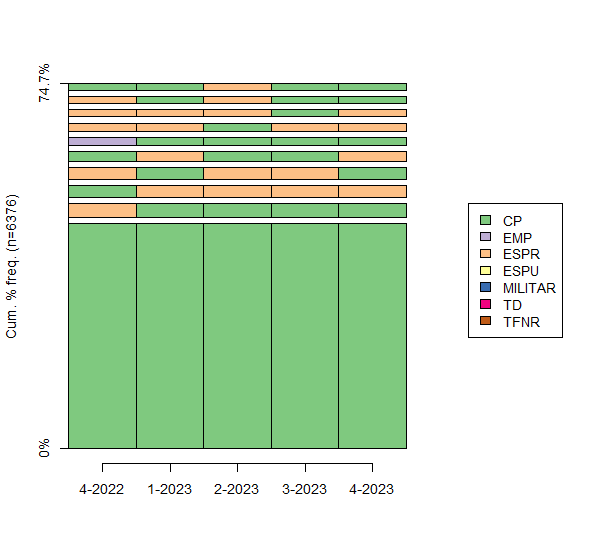 74.7%
Cum. % freq. (n=6376)
0%
4-2022 1-2023 2-2023 3-2023 4-2023
CP
EMP
ESPR
ESPU
MILITAR
TD
TFNR